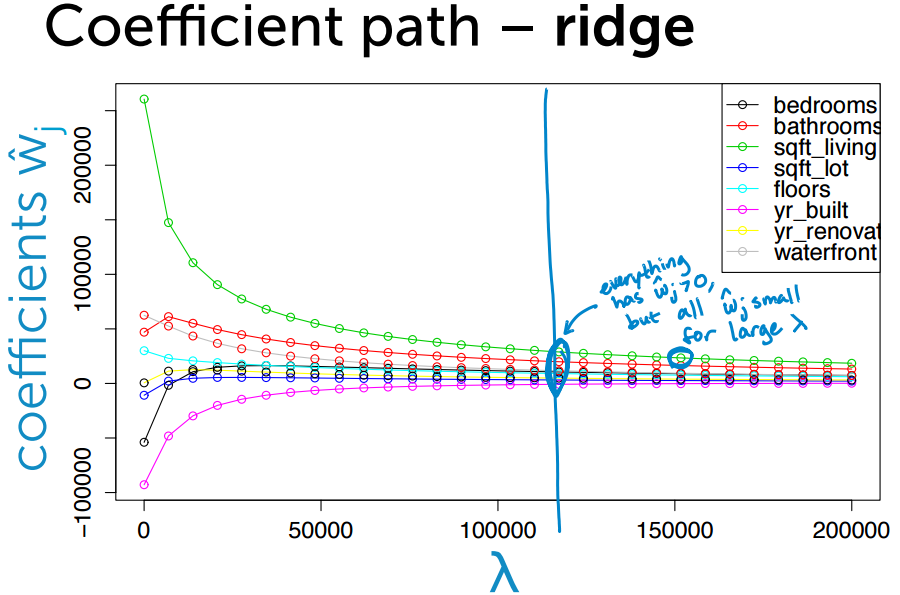 Coefficient path – ridge
coefficients ŵj
200000
100000
0
−100000
bedrooms
bathrooms
sqft_living
sqft_lot
floors
yr_built
yr_renovat
waterfront
everything
has ŵj>0,
but all ŵj small
for large λ
0
50000
100000
150000
200000
λ